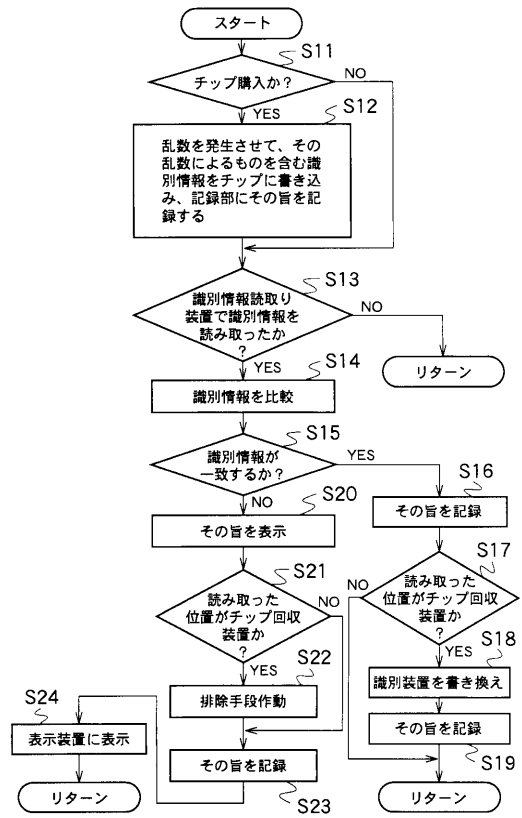 スタート
S11
チップ購入か?
NO
YES
S12
乱数を発生させて、その
乱数によるものを含む識
別情報をチップに書き込
み、記録部にその旨を記
録する
S13
識別情報読取り
装置で識別情報を
読み取ったか
?
NO
YES
リターン
S14
識別情報を比較
S15
識別情報が
一致するか?
YES
NO
S16
その旨を記録
S20
その旨を表示
S17
読み取った
位置がチップ回収
装置か
?
NO
YES
S21
読み取った
位置がチップ回収
装置か
?
NO
YES
S18
識別装置を書き換え
S22
排除手段作動
S24
表示装置に表示
その旨を記録
S19
その旨を記録
S23
リターン
リターン